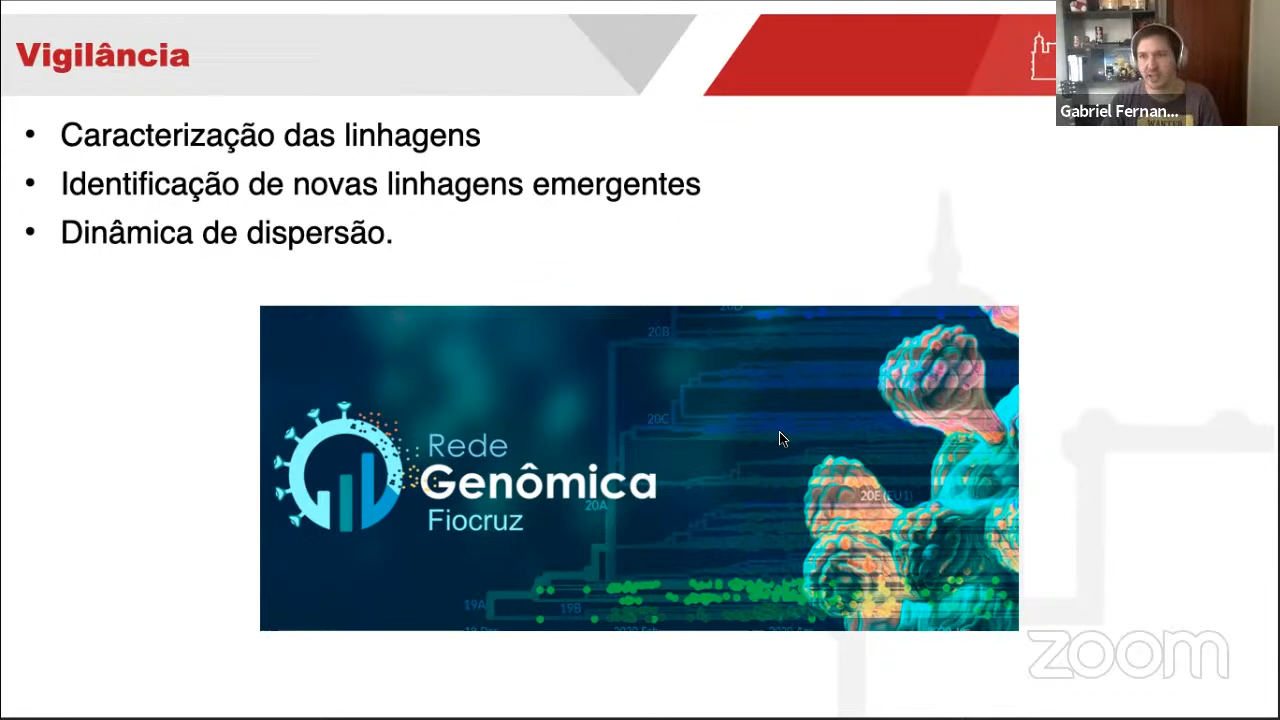 Vigilância
Gabriel Fernan...
WANTED
• Caracterização das linhagens
• Identificação de novas linhagens emergentes
• Dinâmica de dispersão.
20B
20C
Rede
Genômica
Fiocruz
20E (EU1)
20A
19A
19B
zoom